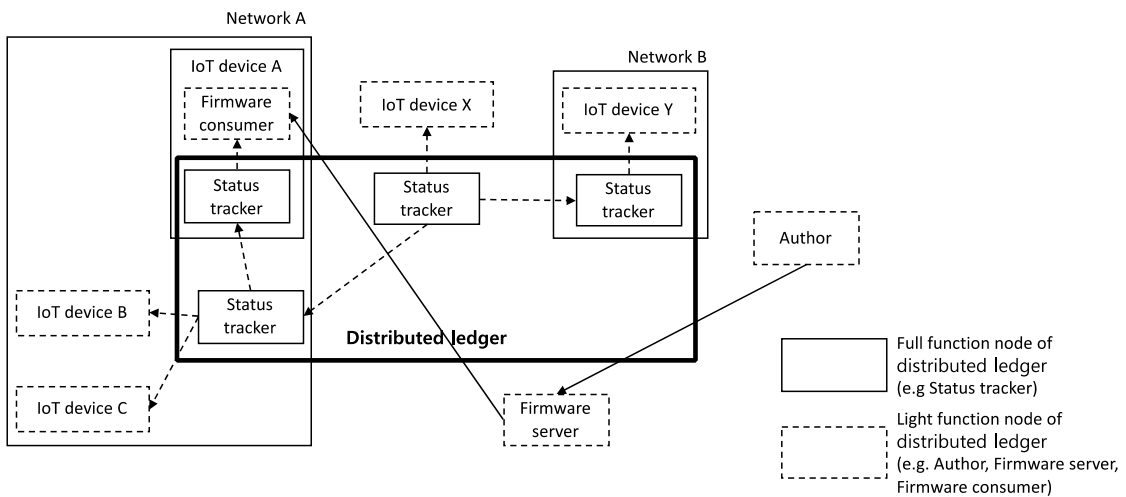 Network A
IoT device A
Firmware
consumer
Status
tracker
IoT device X
Status
tracker
Network B
IoT device Y
Status
tracker
Author
IoT device B
Status
tracker
Distributed ledger
IoT device C
Firmware
server
Full function node of
distributed ledger
(e.g Status tracker)
Light function node of
distributed ledger
(e.g. Author, Firmware server,
Firmware consumer)